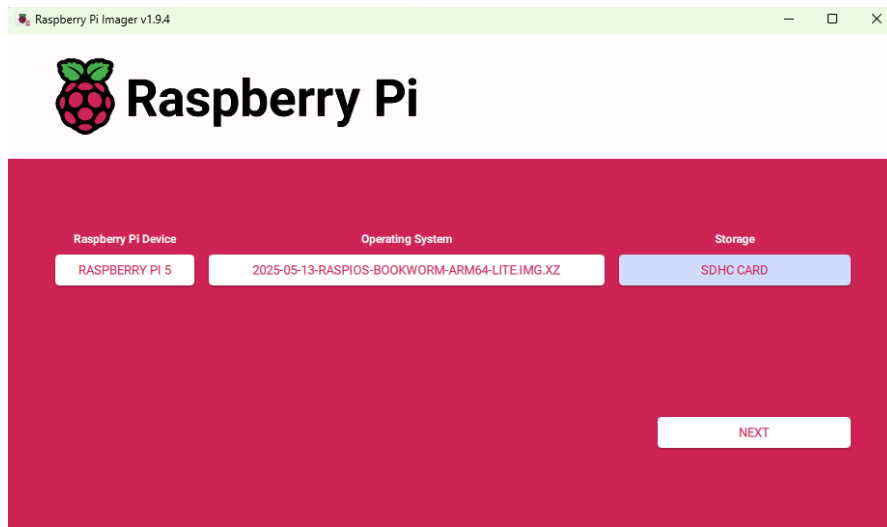 Raspberry Pi Imager v1.9.4
Raspberry Pi
Raspberry Pi Device
Operating System
Storage
RASPBERRY PI 5
2025-05-13-RASPIOS-BOOKWORM-ARM64-LITE.IMG.XZ
SDHC CARD
NEXT